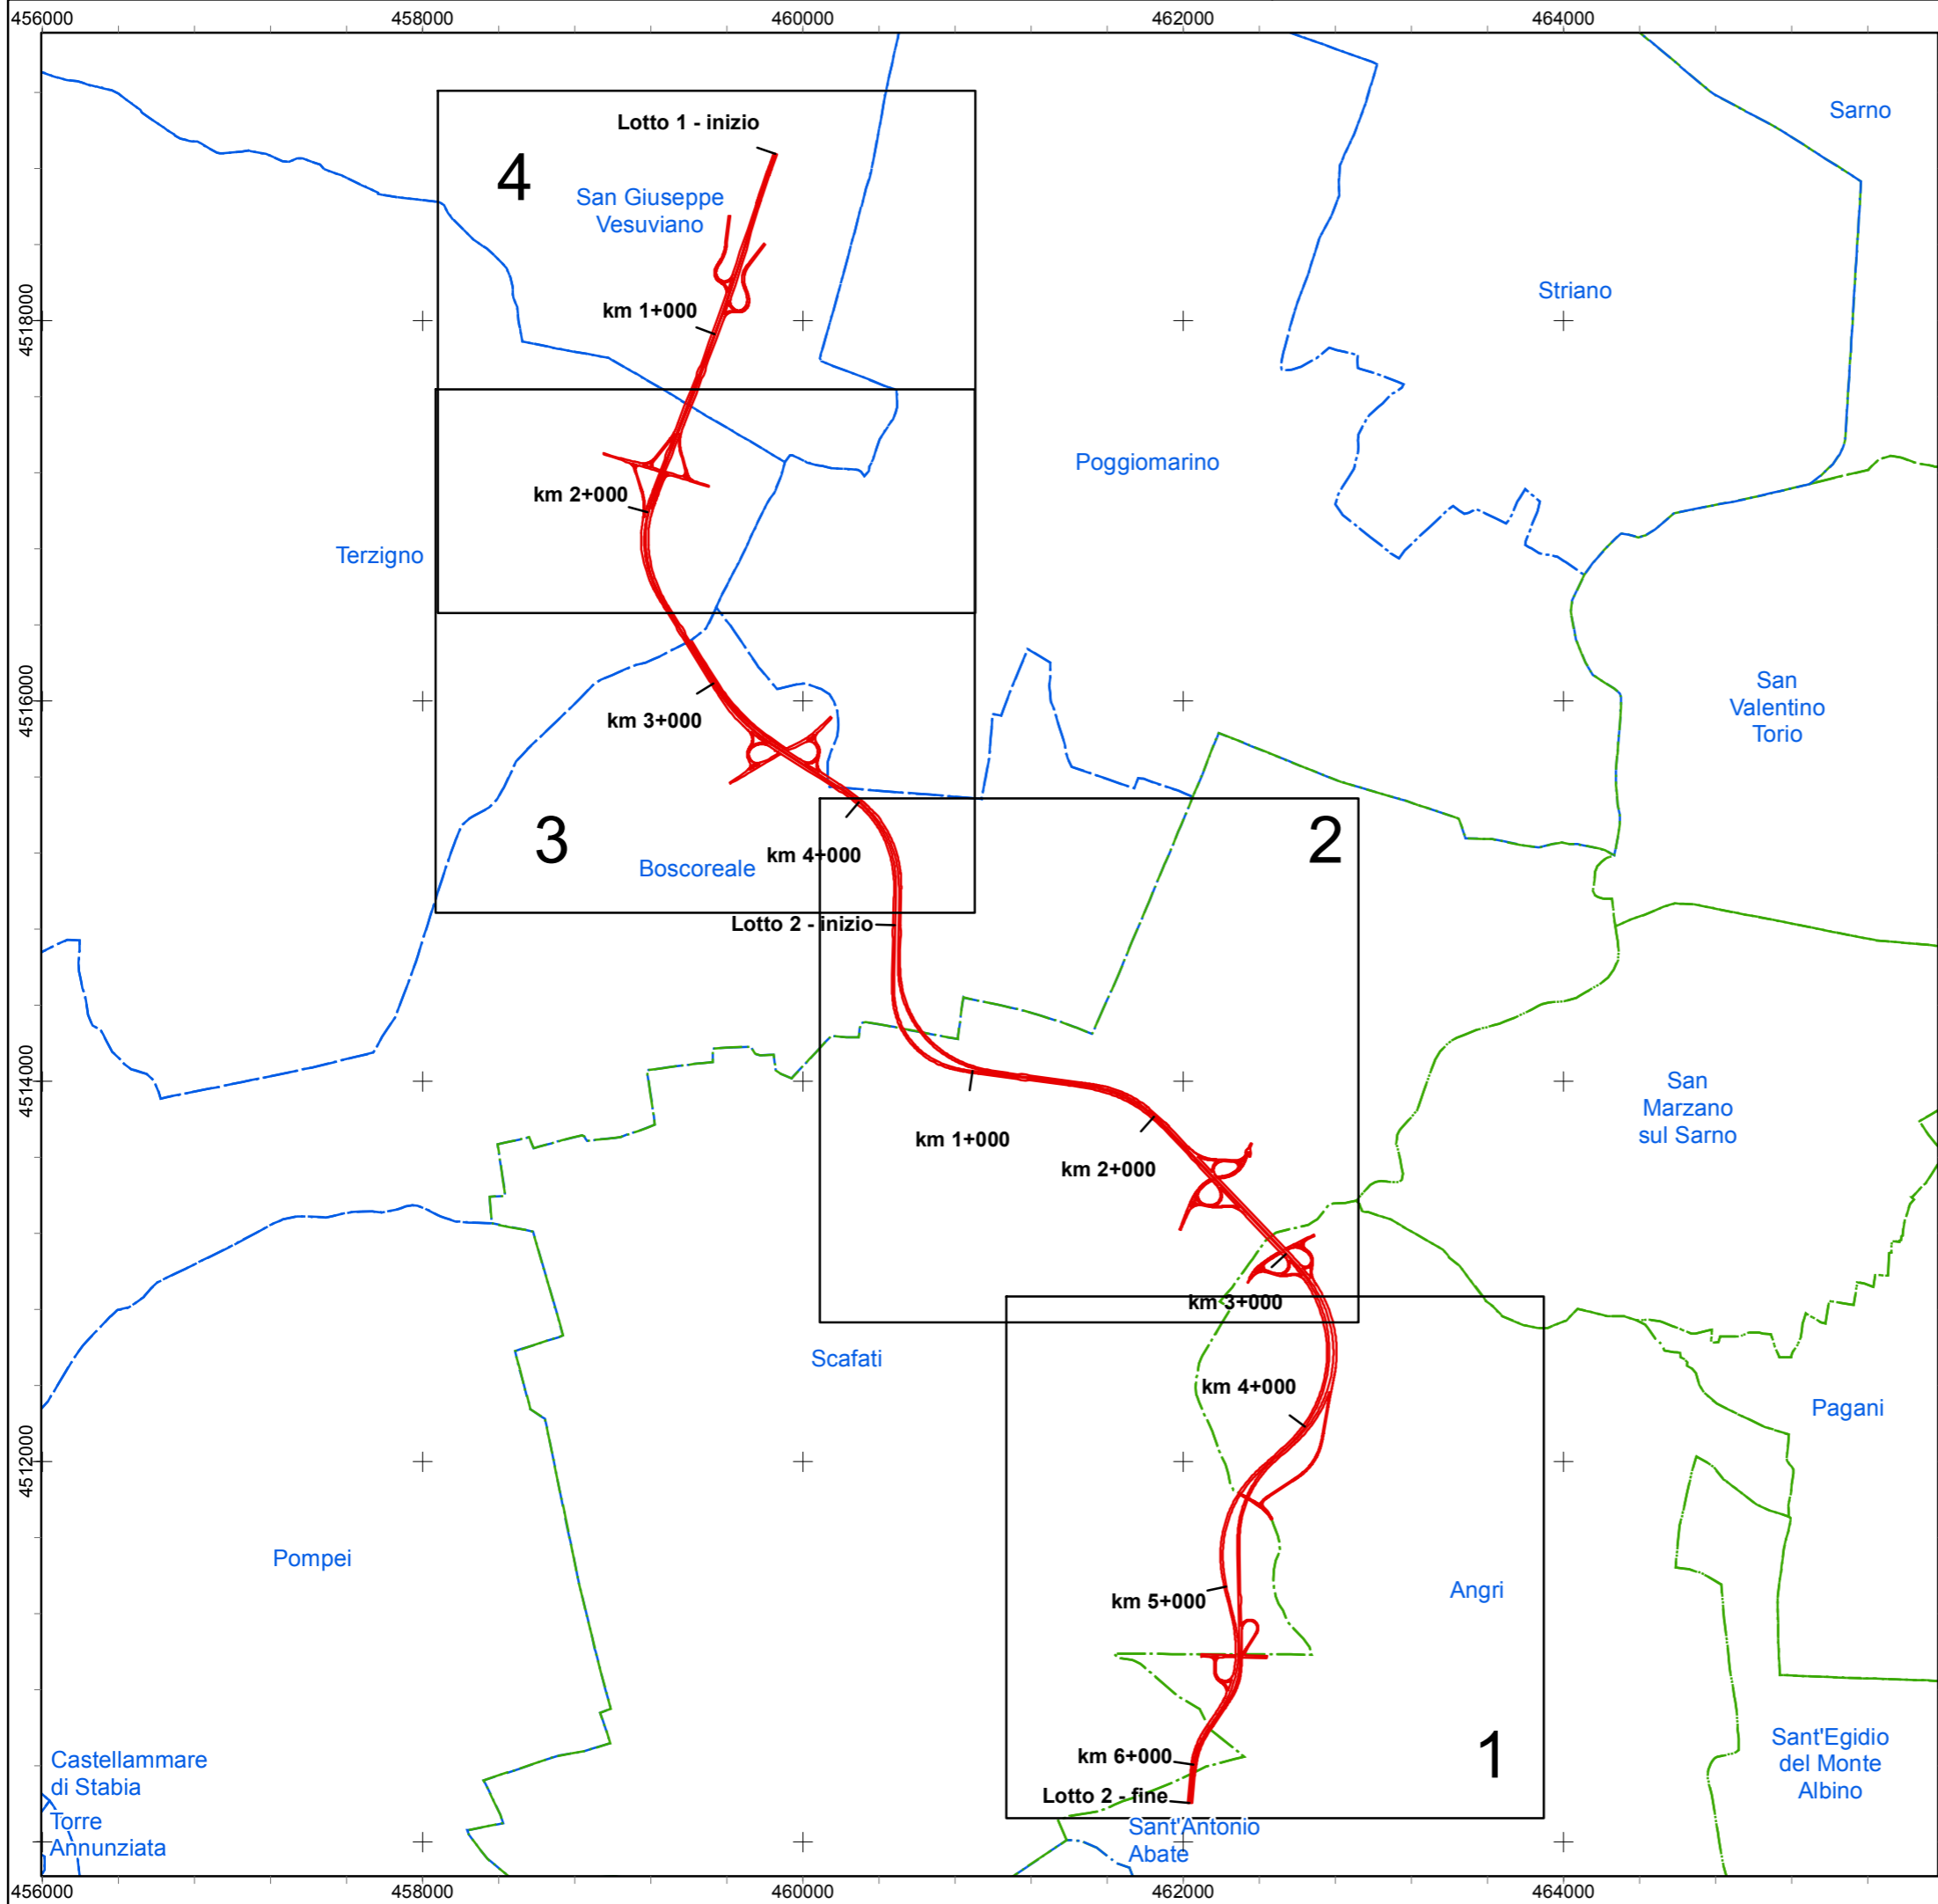 456000
458000
460000
462000
464000
Sarno
Lotto 1 - inizio
4
San Giuseppe
Vesuviano
Striano
km 1+000
4518000
Poggiomarino
km 2+000
Terzigno
San
Valentino
Torio
4516000
km 3+000
3
2
km 4+000
Boscoreale
Lotto 2 - inizio
4514000
San
Marzano
sul Sarno
km 1+000
km 2+000
km 3+000
Scafati
km 4+000
Pagani
4512000
Pompei
Angri
km 5+000
Sant'Egidio
del Monte
Albino
1
km 6+000
Castellammare
di Stabia
Lotto 2 - fine
Torre
Annunziata
Sant'Antonio
Abate
456000
458000
460000
462000
464000